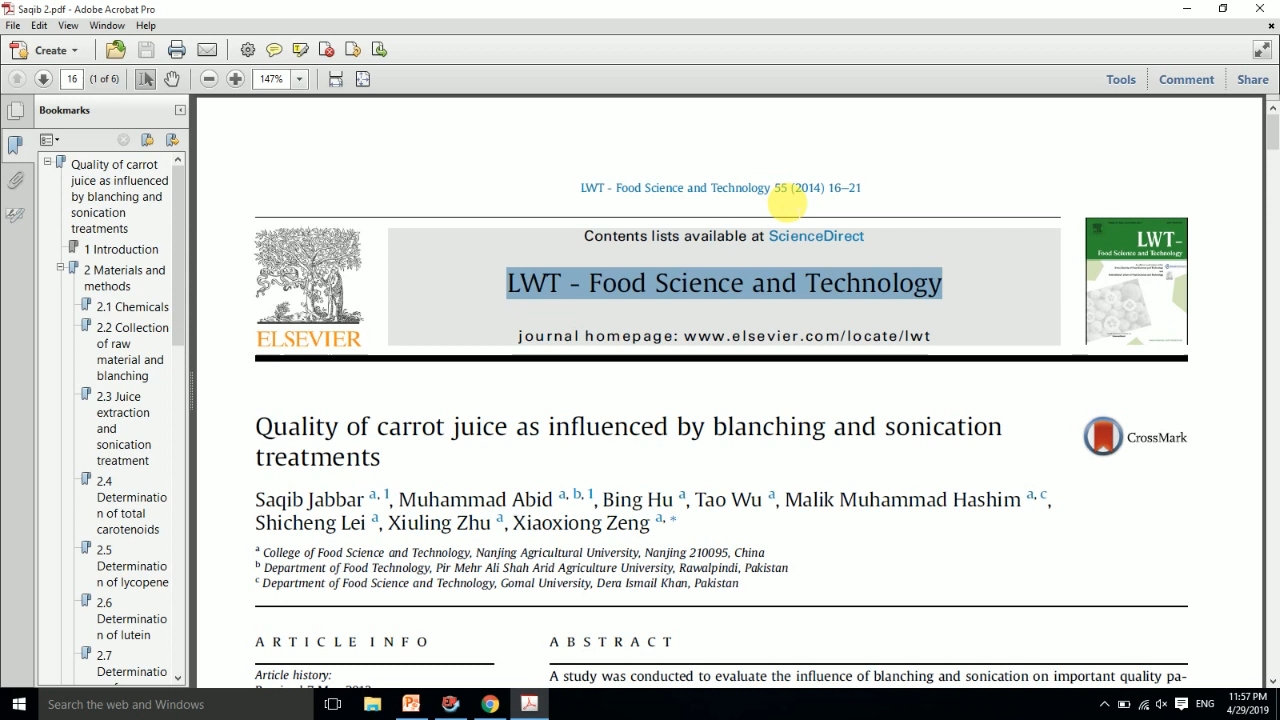 Saqib 2.pdf - Adobe Acrobat Pro
File Edit View Window Help
Create
16 (1 of 6) 147% Tools Comment Share
Bookmarks
Quality of carrot
juice as influenced
by blanching and
sonication
treatments
1 Introduction
2 Materials and
methods
2.1 Chemicals
2.2 Collection
of raw
material and
blanching
2.3 Juice
extraction
and
sonication
treatment
2.4
Determinatio
n of total
carotenoids
2.5
Determinatio
n of lycopene
2.6
Determinatio
n of lutein
2.7
Determinatio
LWT - Food Science and Technology 55 (2014) 16–21
Contents lists available at ScienceDirect
LWT - Food Science and Technology
journal homepage: www.elsevier.com/locate/lwt
ELSEVIER
LWT-
Food Science and Technology
Quality of carrot juice as influenced by blanching and sonication
treatments
CrossMark
Saqib Jabbar a, 1, Muhammad Abid a, b, 1, Bing Hu a, Tao Wu a, Malik Muhammad Hashim a, c,
Shicheng Lei a, Xiuling Zhu a, Xiaoxiong Zeng a, *
a College of Food Science and Technology, Nanjing Agricultural University, Nanjing 210095, China
b Department of Food Technology, Pir Mehr Ali Shah Arid Agriculture University, Rawalpindi, Pakistan
c Department of Food Science and Technology, Gomal University, Dera Ismail Khan, Pakistan
ARTICLE INFO
ABSTRACT
Article history:
A study was conducted to evaluate the influence of blanching and sonication on important quality pa-
Search the web and Windows
ENG
11:57 PM
4/29/2019